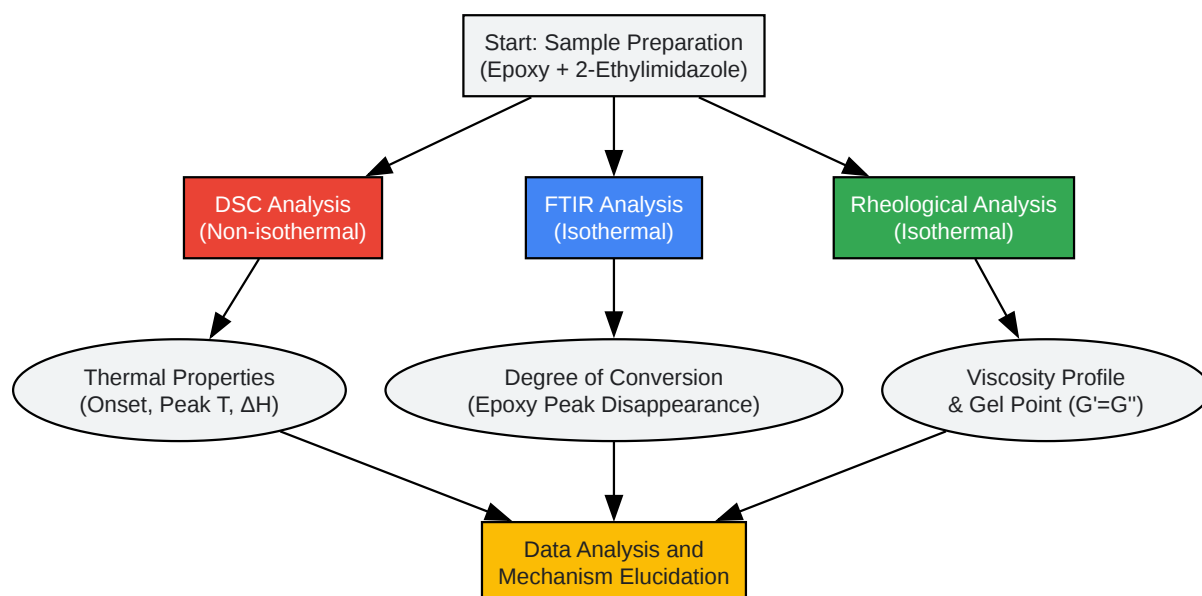 Start: Sample Preparation
(Epoxy + 2-Ethylimidazole)
DSC Analysis
(Non-isothermal)
FTIR Analysis
(Isothermal)
Rheological Analysis
(Isothermal)
Thermal Properties
(Onset, Peak T, ΔH)
Degree of Conversion
(Epoxy Peak Disappearance)
Viscosity Profile
& Gel Point (G'=G'')
Data Analysis and
Mechanism Elucidation